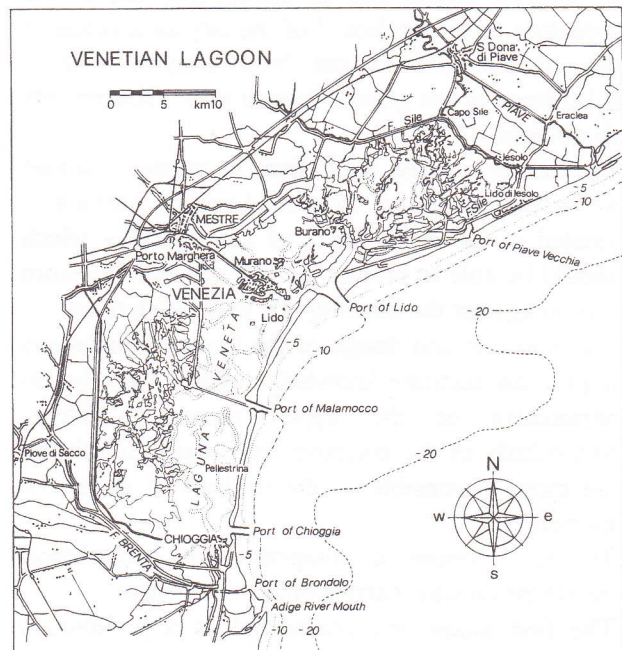 VENETIAN LAGOON
0 5 km10
S Dona'
di Piave
F. PIAVE
Eraclea
Capo Sile
F. Sile
Iesolo
Lido di Iesolo
F. Sile
-5
-10
Port of Piave Vecchia
MESTRE
Burano
Porto Marghera
Murano
VENEZIA
Lido
Port of Lido
-20
-5
-10
LAGUNA VENETA
Port of Malamocco
-20
Piove di Sacco
Pellestrina
N
w
e
s
CHIOGGIA
Port of Chioggia
-5
F. BRENTA
Port of Brondolo
Adige River Mouth
-10
-20